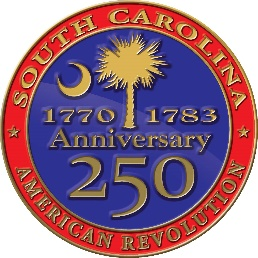 SOUTH CAROLINA
1770 1783
Anniversary
250
AMERICAN REVOLUTION